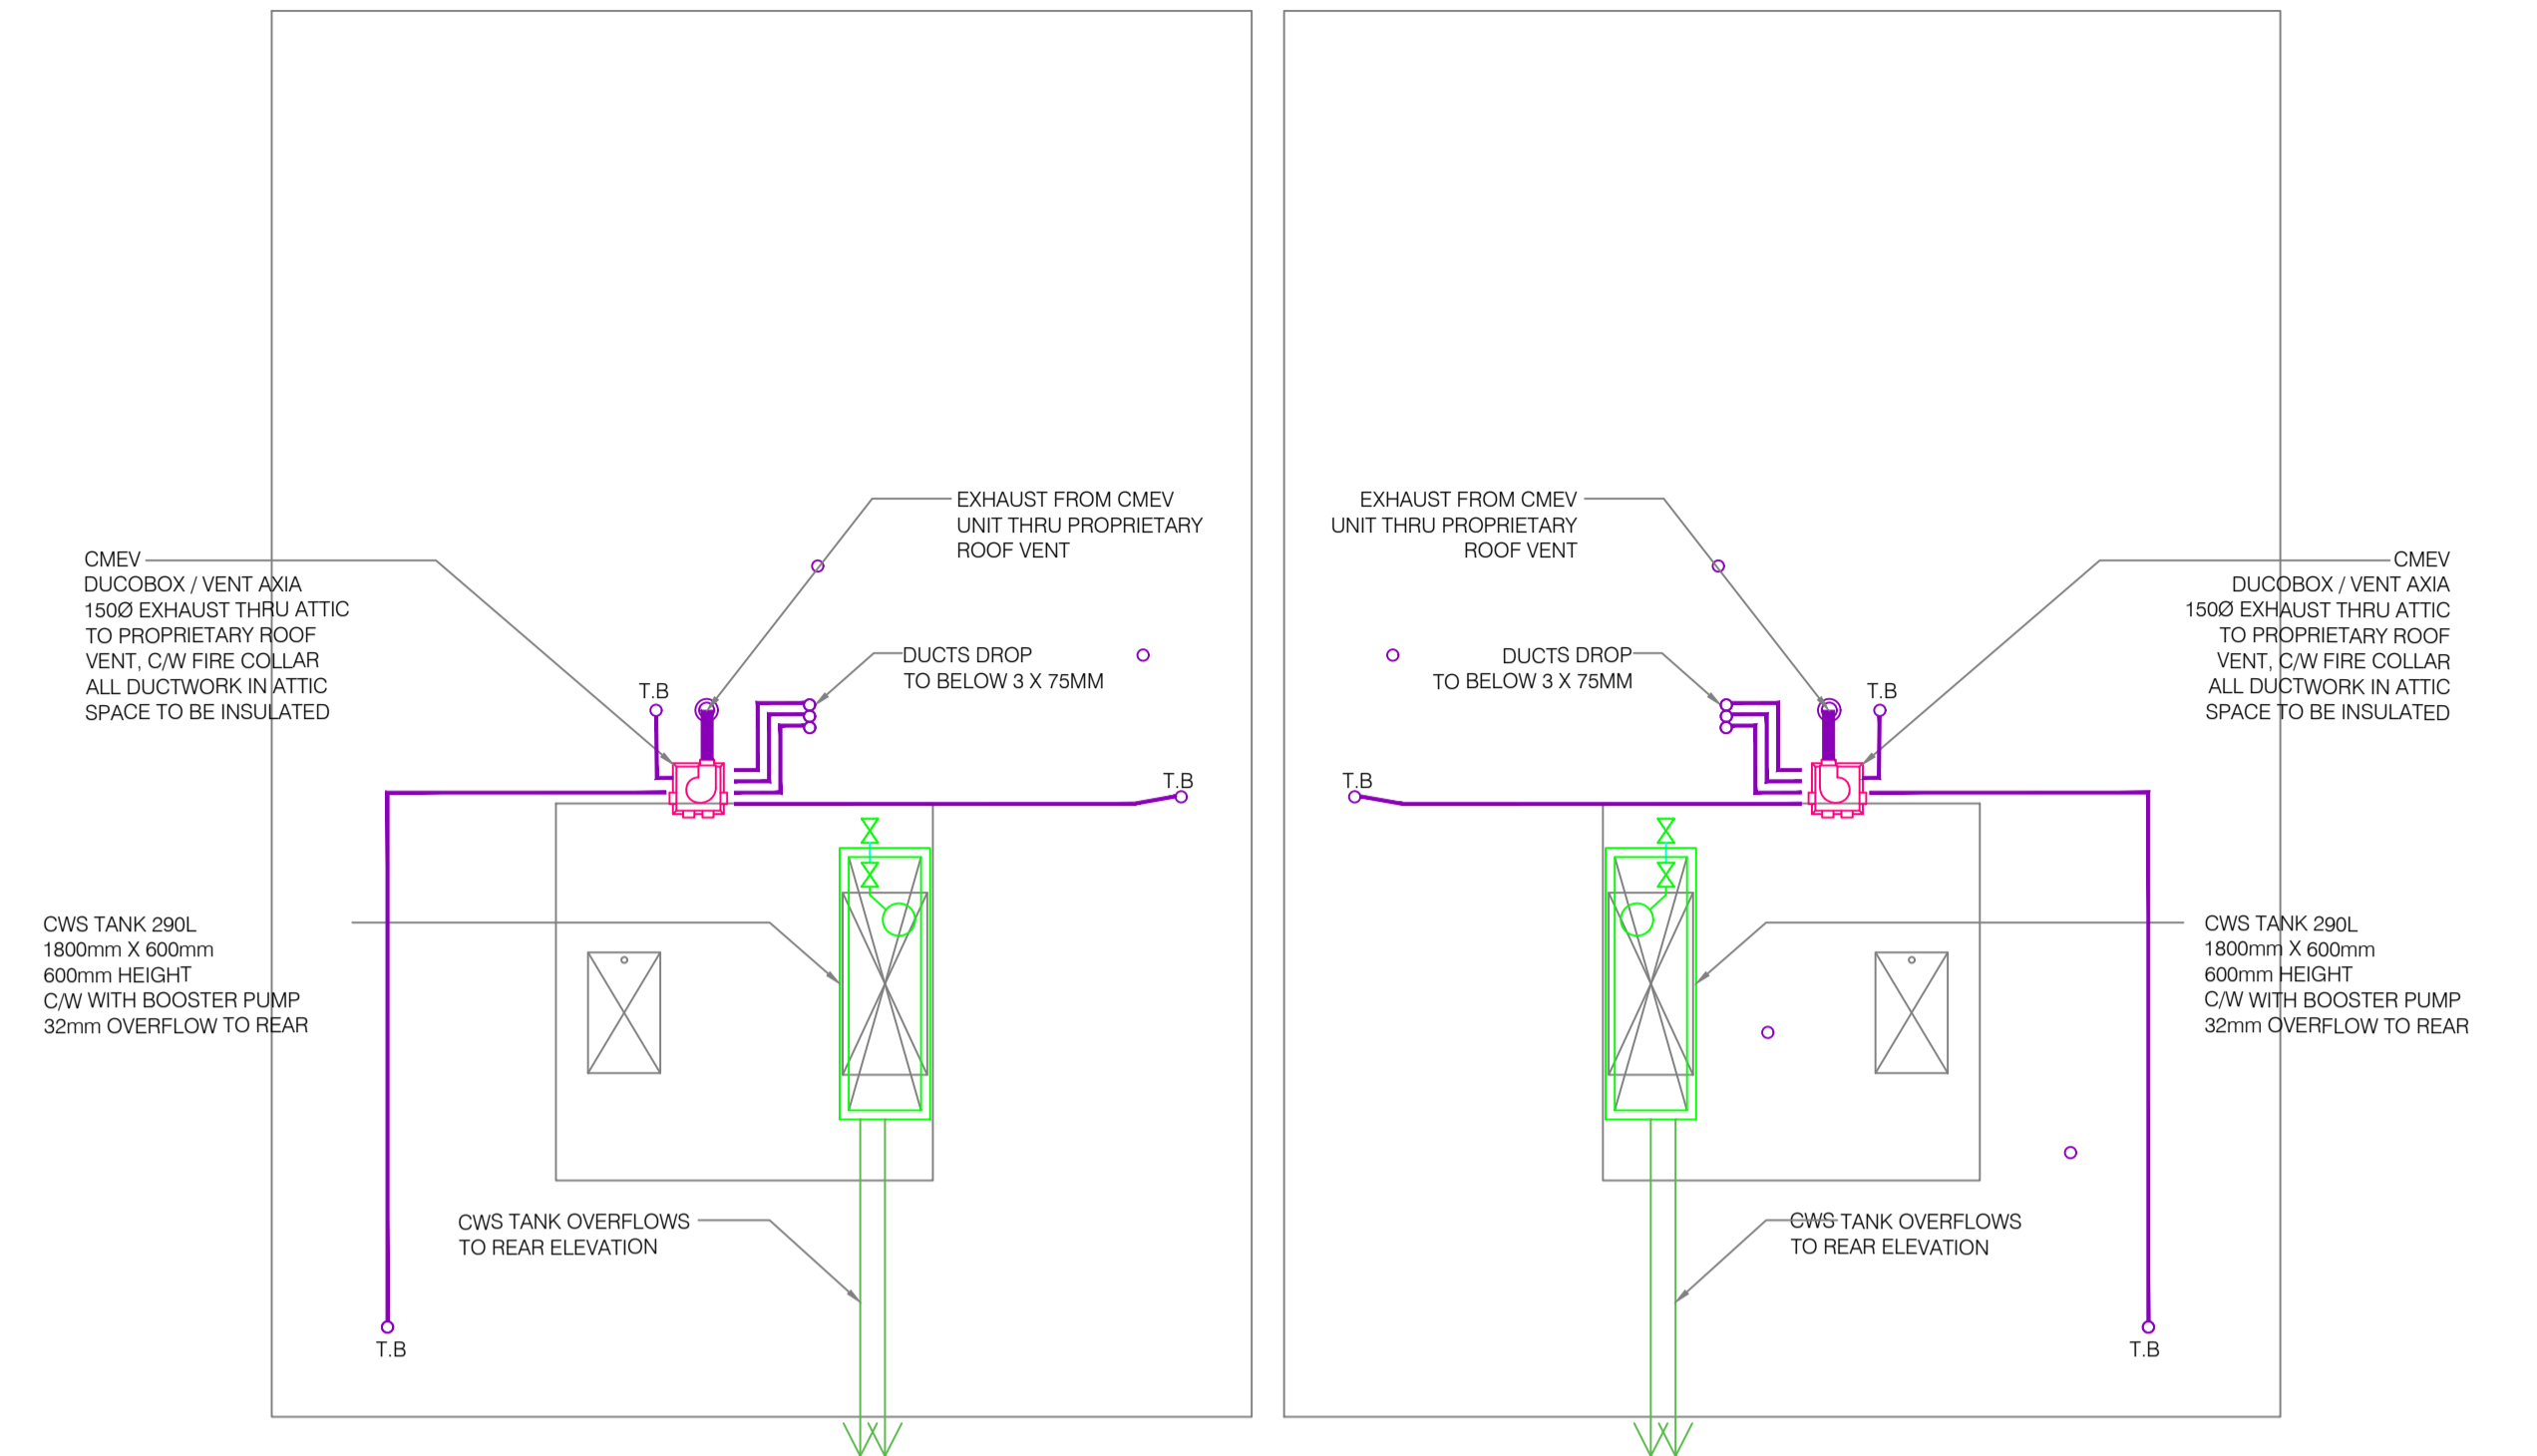 EXHAUST FROM CMEV
UNIT THRU PROPRIETARY
ROOF VENT
CMEV
DUCOBOX / VENT AXIA
150Ø EXHAUST THRU ATTIC
TO PROPRIETARY ROOF
VENT, C/W FIRE COLLAR
ALL DUCTWORK IN ATTIC
SPACE TO BE INSULATED
DUCTS DROP
TO BELOW 3 X 75MM
T.B
T.B
CWS TANK 290L
1800mm X 600mm
600mm HEIGHT
C/W WITH BOOSTER PUMP
32mm OVERFLOW TO REAR
CWS TANK OVERFLOWS
TO REAR ELEVATION
T.B
EXHAUST FROM CMEV
UNIT THRU PROPRIETARY
ROOF VENT
CMEV
DUCOBOX / VENT AXIA
150Ø EXHAUST THRU ATTIC
TO PROPRIETARY ROOF
VENT, C/W FIRE COLLAR
ALL DUCTWORK IN ATTIC
SPACE TO BE INSULATED
DUCTS DROP
TO BELOW 3 X 75MM
T.B
T.B
CWS TANK 290L
1800mm X 600mm
600mm HEIGHT
C/W WITH BOOSTER PUMP
32mm OVERFLOW TO REAR
CWS TANK OVERFLOWS
TO REAR ELEVATION
T.B